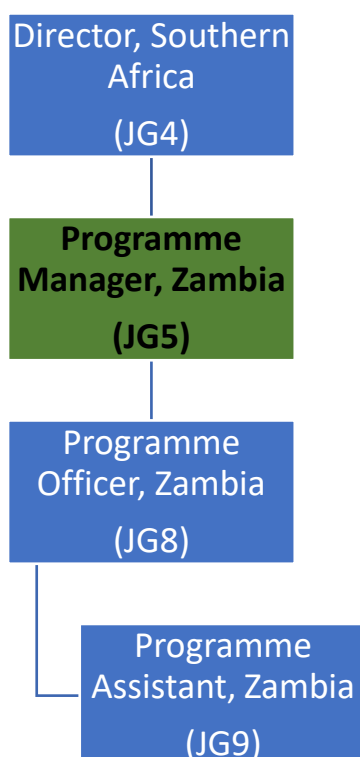 Director, Southern
Africa
(JG4)
Programme
Manager, Zambia
(JG5)
Programme
Officer, Zambia
(JG8)
Programme
Assistant, Zambia
(JG9)